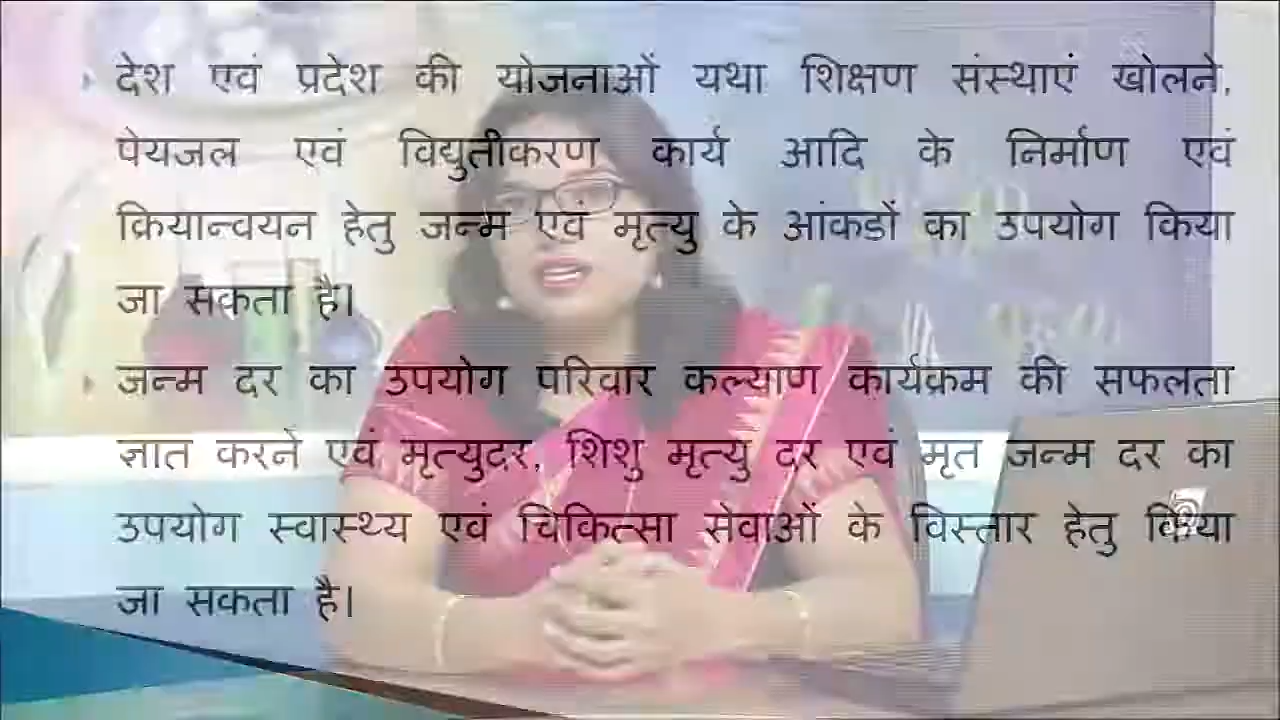 देश एवं प्रदेश की योजनाओं यथा शिक्षण संस्थाएं खोलने,
पेयजल एवं विद्युतीकरण कार्य आदि के निर्माण एवं
क्रियान्वयन हेतु जन्म एवं मृत्यु के आंकडों का उपयोग किया
जा सकता है।
जन्म दर का उपयोग परिवार कल्याण कार्यक्रम की सफलता
ज्ञात करने एवं मृत्युदर, शिशु मृत्यु दर एवं मृत जन्म दर का
उपयोग स्वास्थ्य एवं चिकित्सा सेवाओं के विस्तार हेतु किया
जा सकता है।